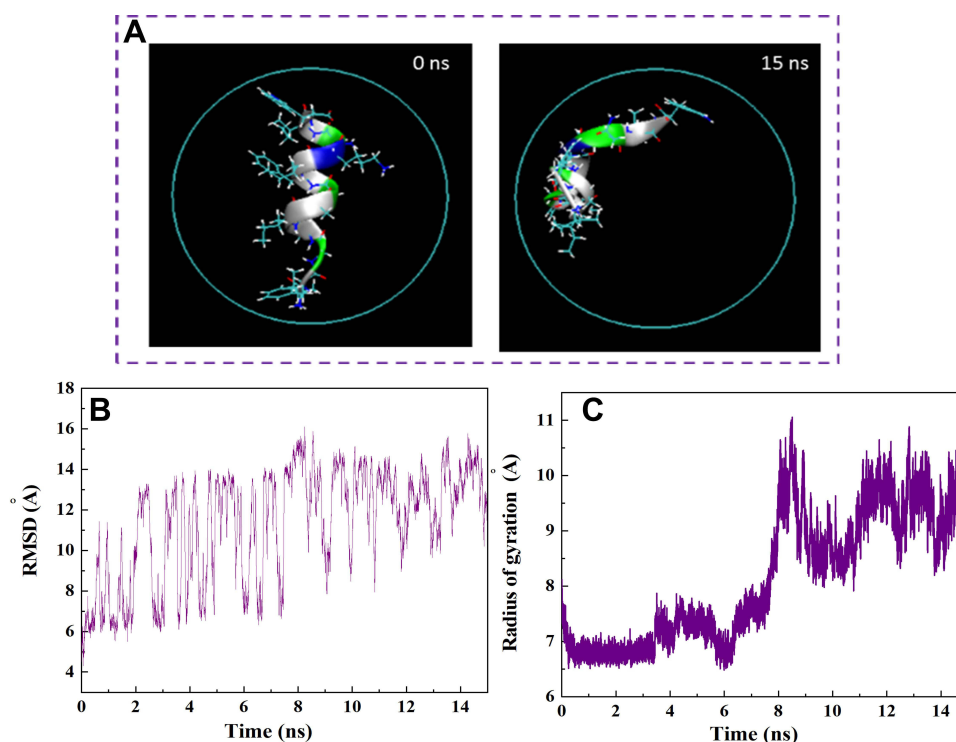 A
0 ns
15 ns
B
18
16
14
12
10
8
6
4
RMSD (Å)
0 2 4 6 8 10 12 14
Time (ns)
C
11
10
9
8
7
6
Radius of gyration (Å)
0 2 4 6 8 10 12 14
Time (ns)